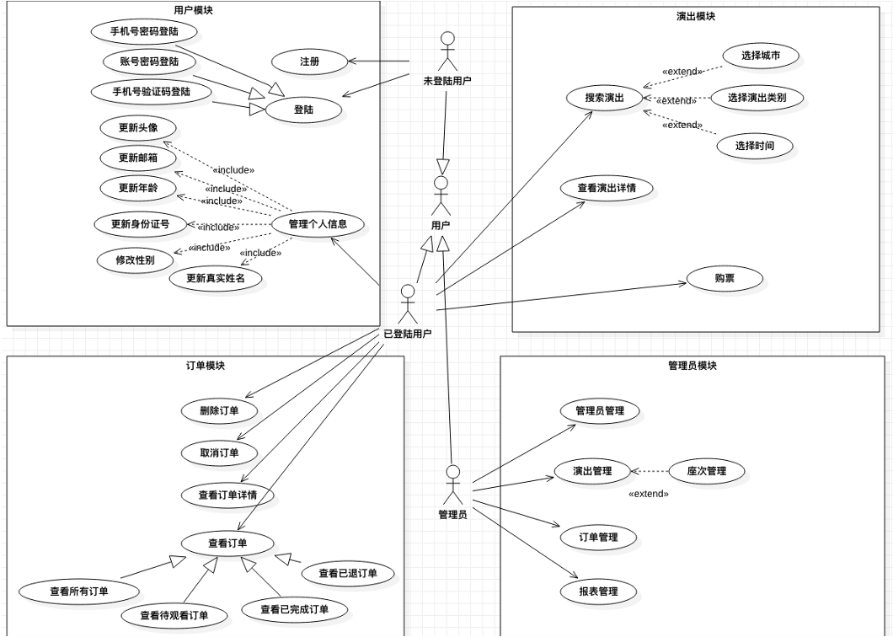 用户模块
手机号密码登陆
账号密码登陆
手机号验证码登陆
注册
登陆
更新头像
更新邮箱
更新年龄
更新身份证号
修改性别
更新真实姓名
管理个人信息
«include»
«include»
«include»
«include»
«include»
«include»
未登陆用户
用户
已登陆用户
管理员
演出模块
搜索演出
选择城市
选择演出类别
选择时间
«extend»
«extend»
«extend»
查看演出详情
购票
订单模块
删除订单
取消订单
查看订单详情
查看订单
查看所有订单
查看待观看订单
查看已完成订单
查看已退订单
管理员模块
管理员管理
演出管理
座次管理
«extend»
订单管理
报表管理